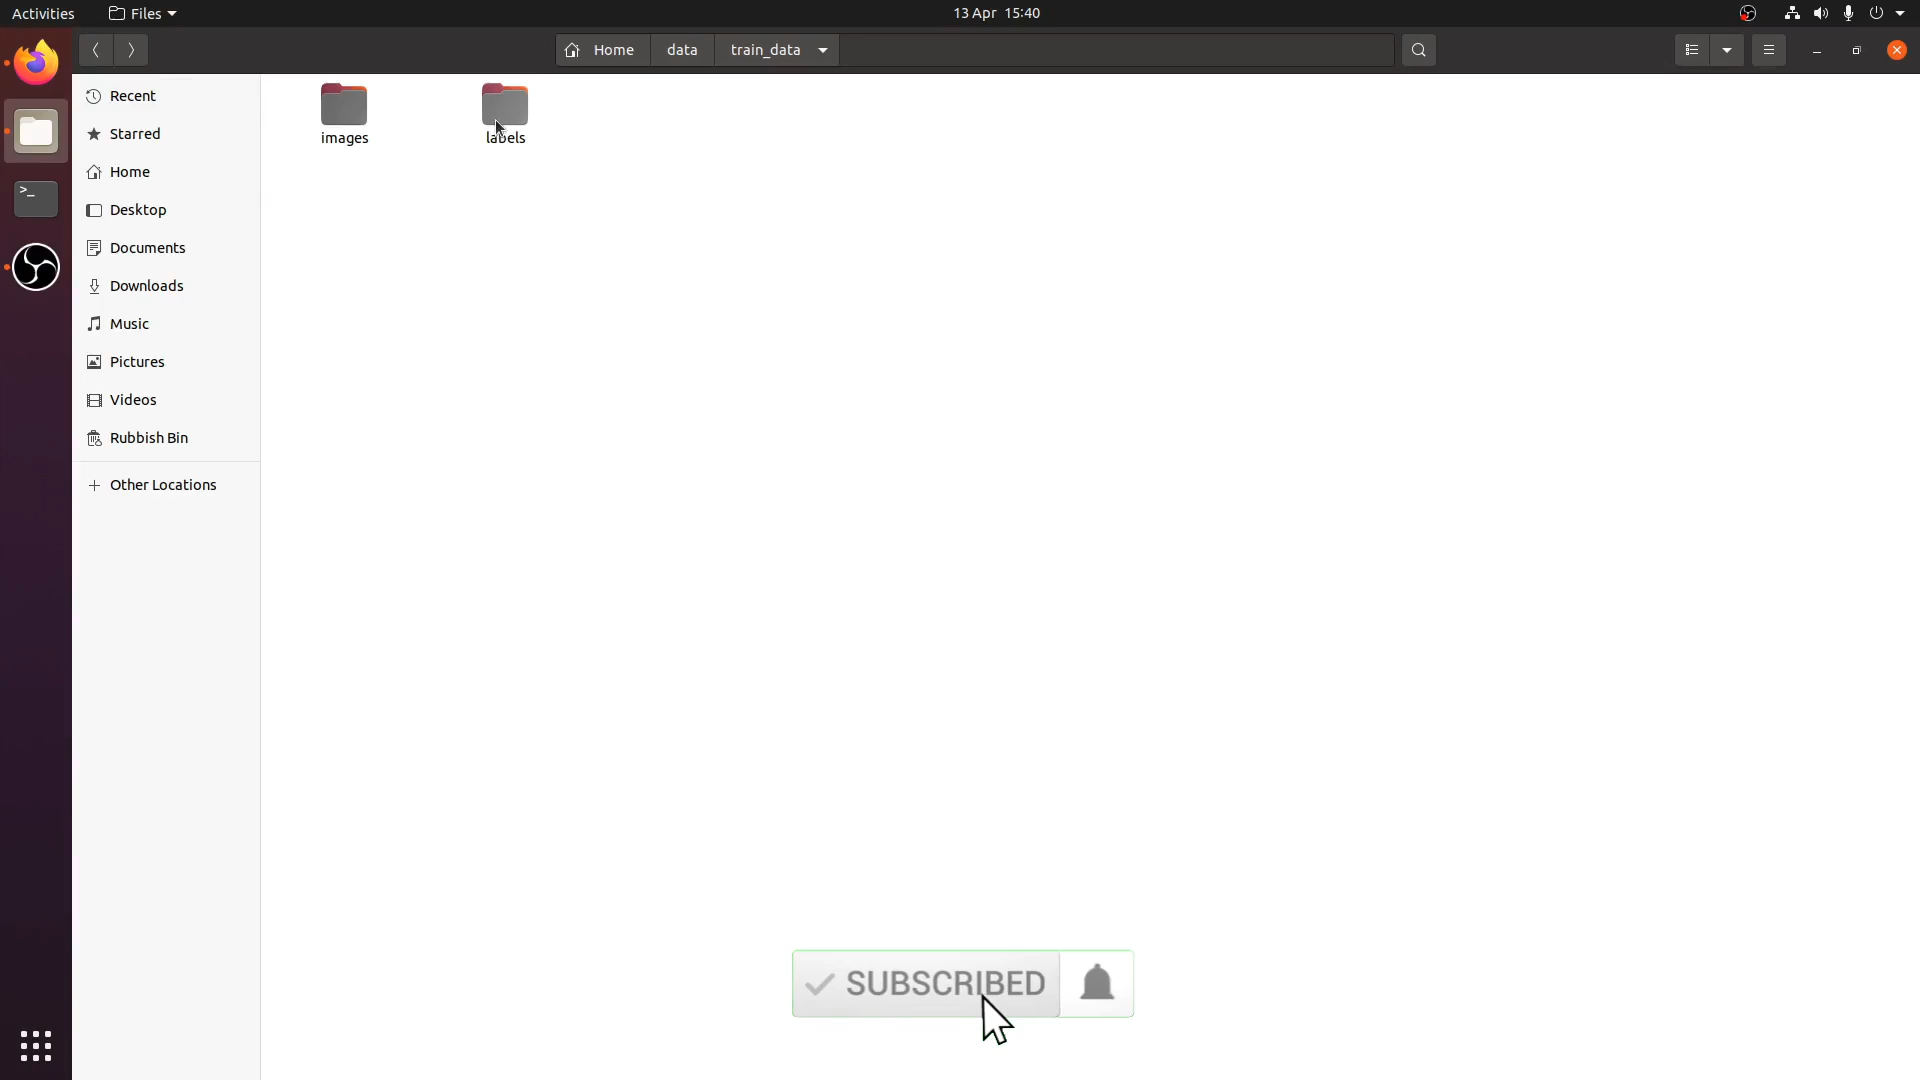 Activities
Files
13 Apr 15:40
Home
data
train_data
Recent
Starred
Home
Desktop
Documents
Downloads
Music
Pictures
Videos
Rubbish Bin
Other Locations
images
labels
>_
SUBSCRIBED